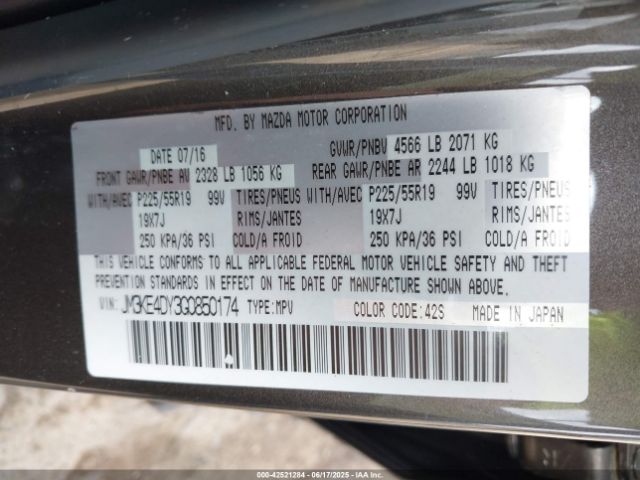 MFD. BY MAZDA MOTOR CORPORATION
DATE 07/16 GVWR/PNBV 4566 LB 2071 KG
FRONT GAWR/PNBE AV 2328 LB 1056 KG REAR GAWR/PNBE AR 2244 LB 1018 KG
WITH/AVEC P225/55R19 99V TIRES/PNEUS WITH/AVEC P225/55R19 99V TIRES/PNEUS
19X7J RIMS/JANTES 19X7J RIMS/JANTES
250 KPA/36 PSI COLD/A FROID 250 KPA/36 PSI COLD/A FROID
THIS VEHICLE CONFORMS TO ALL APPLICABLE FEDERAL MOTOR VEHICLE SAFETY AND THEFT
PREVENTION STANDARDS IN EFFECT ON THE DATE OF MANUFACTURE SHOWN ABOVE.
VIN: JM3KE4DY3G0850174 TYPE:MPV COLOR CODE:42S MADE IN JAPAN
000-42521284 - 06/17/2025 - IAAI.COM